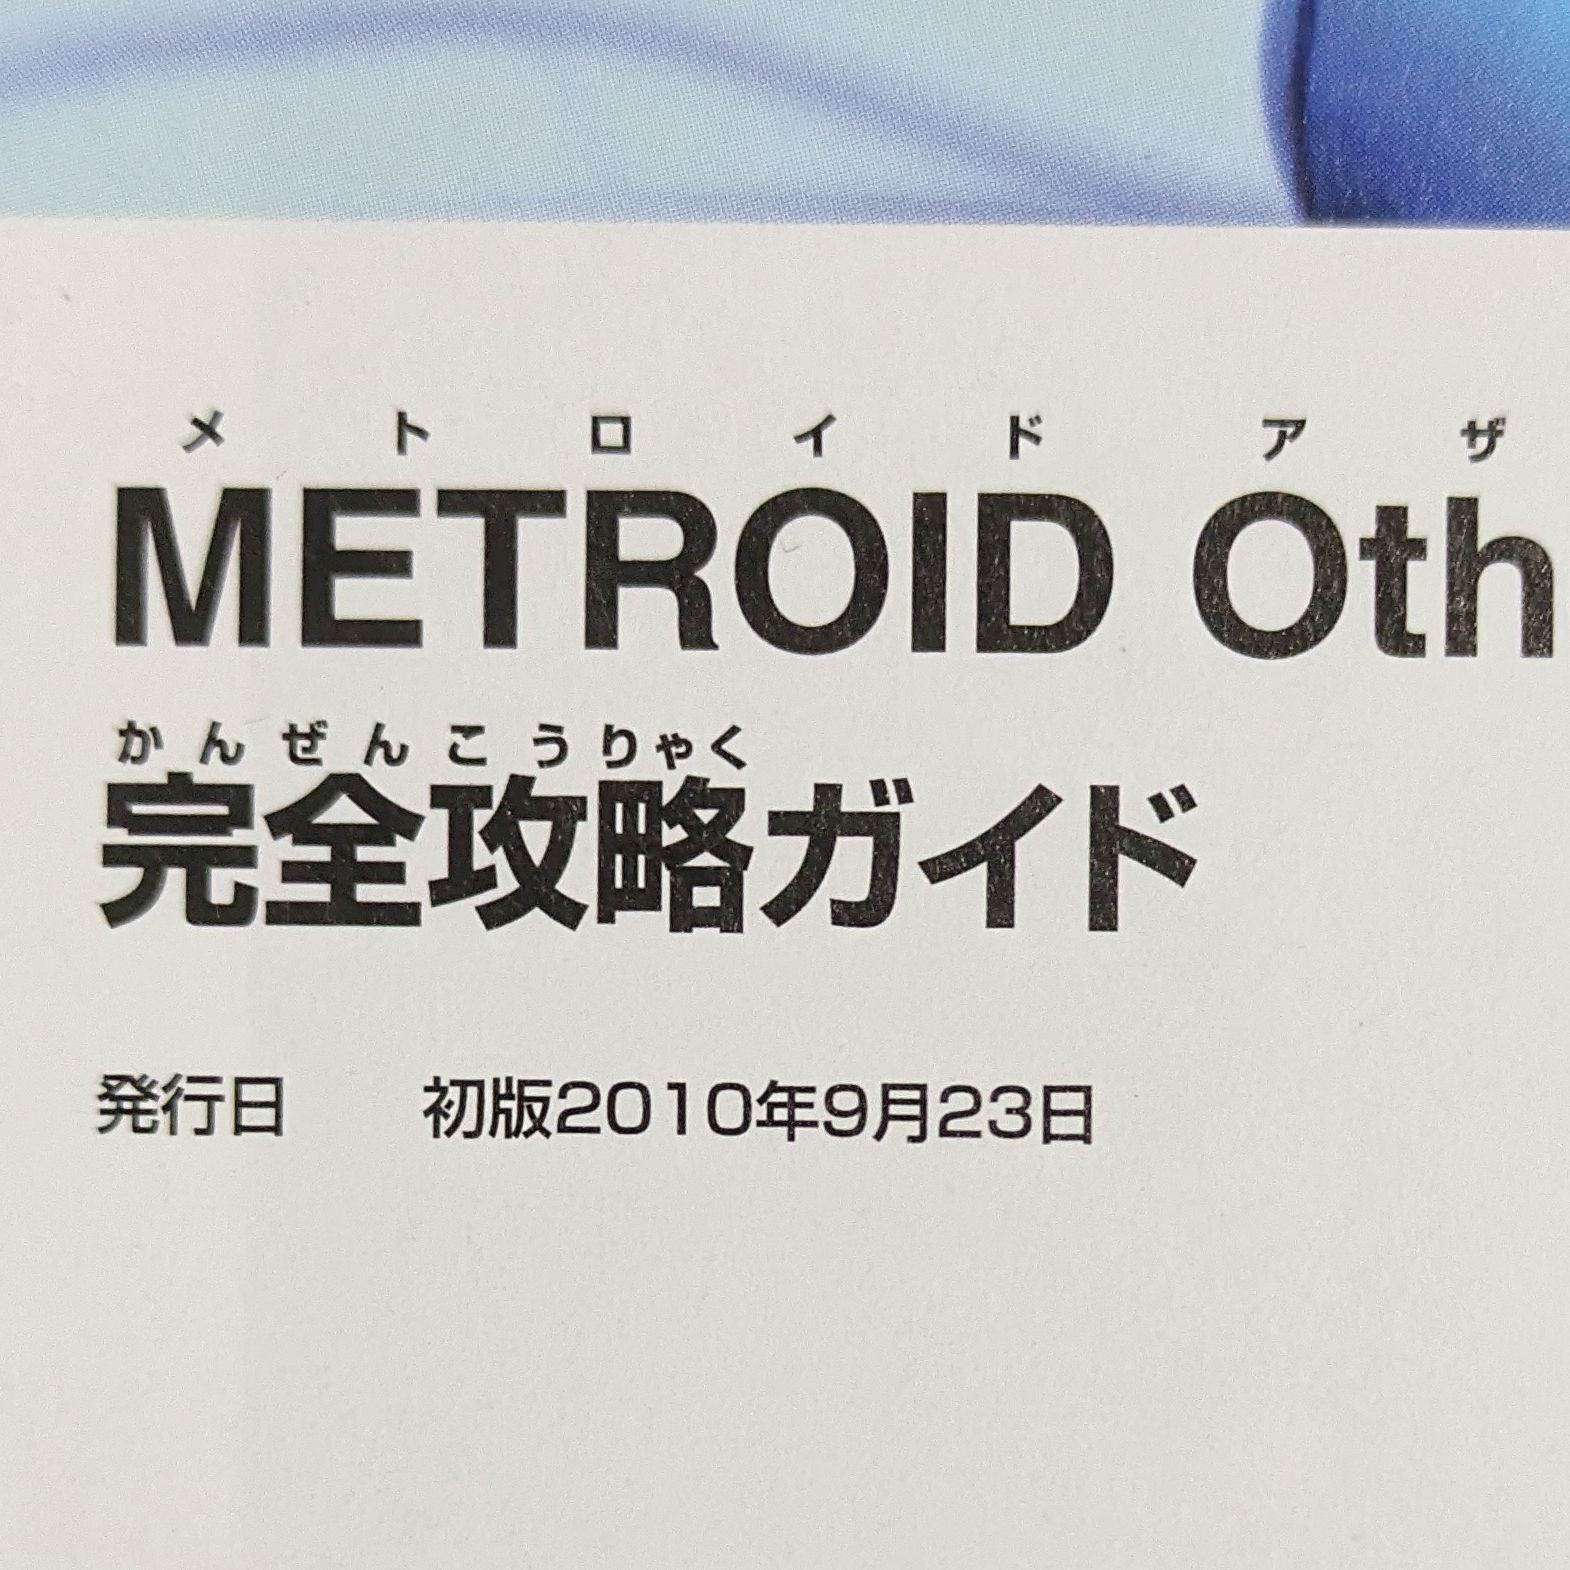 メトロイドアザ
METROID Oth
かんぜんこうりゃく
完全攻略ガイド
発行日　初版2010年9月23日